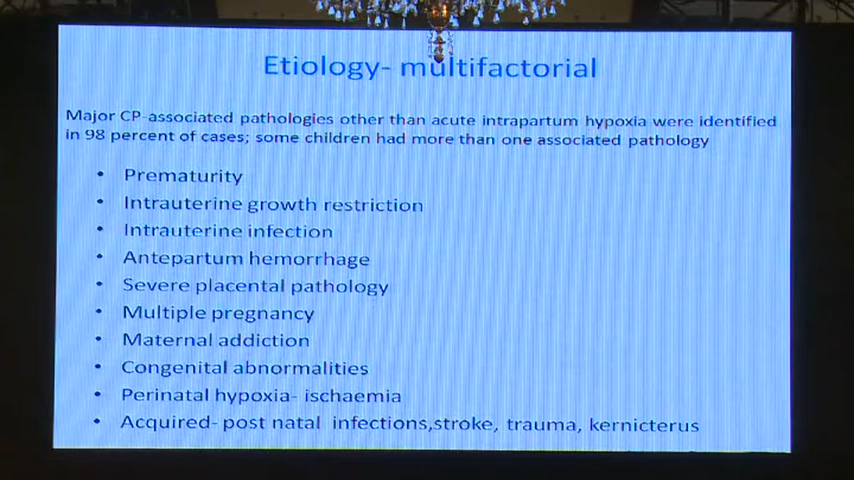 Etiology- multifactorial
Major CP-associated pathologies other than acute intrapartum hypoxia were identified
in 98 percent of cases; some children had more than one associated pathology
• Prematurity
• Intrauterine growth restriction
• Intrauterine infection
• Antepartum hemorrhage
• Severe placental pathology
• Multiple pregnancy
• Maternal addiction
• Congenital abnormalities
• Perinatal hypoxia- ischaemia
• Acquired- post natal infections,stroke, trauma, kernicterus